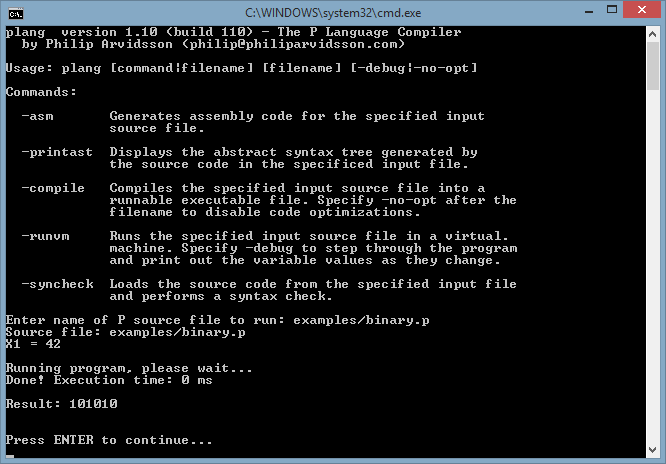 C:\WINDOWS\system32\cmd.exe
plang version 1.10 (build 110) - The P Language Compiler
by Philip Arvidsson (philip@philiparvidsson.com)
Usage: plang [command|filename] [filename] [-debug|-no-opt]
Commands:
-asm Generates assembly code for the specified input
source file.
-printast Displays the abstract syntax tree generated by
the source code in the specificed input file.
-compile Compiles the specified input source file into a
runnable executable file. Specify -no-opt after the
filename to disable code optimizations.
-runvm Runs the specified input source file in a virtual.
machine. Specify -debug to step through the program
and print out the variable values as they change.
-syncheck Loads the source code from the specified input file
and performs a syntax check.
Enter name of P source file to run: examples/binary.p
Source file: examples/binary.p
X1 = 42
Running program, please wait...
Done! Execution time: 0 ms
Result: 101010
Press ENTER to continue...